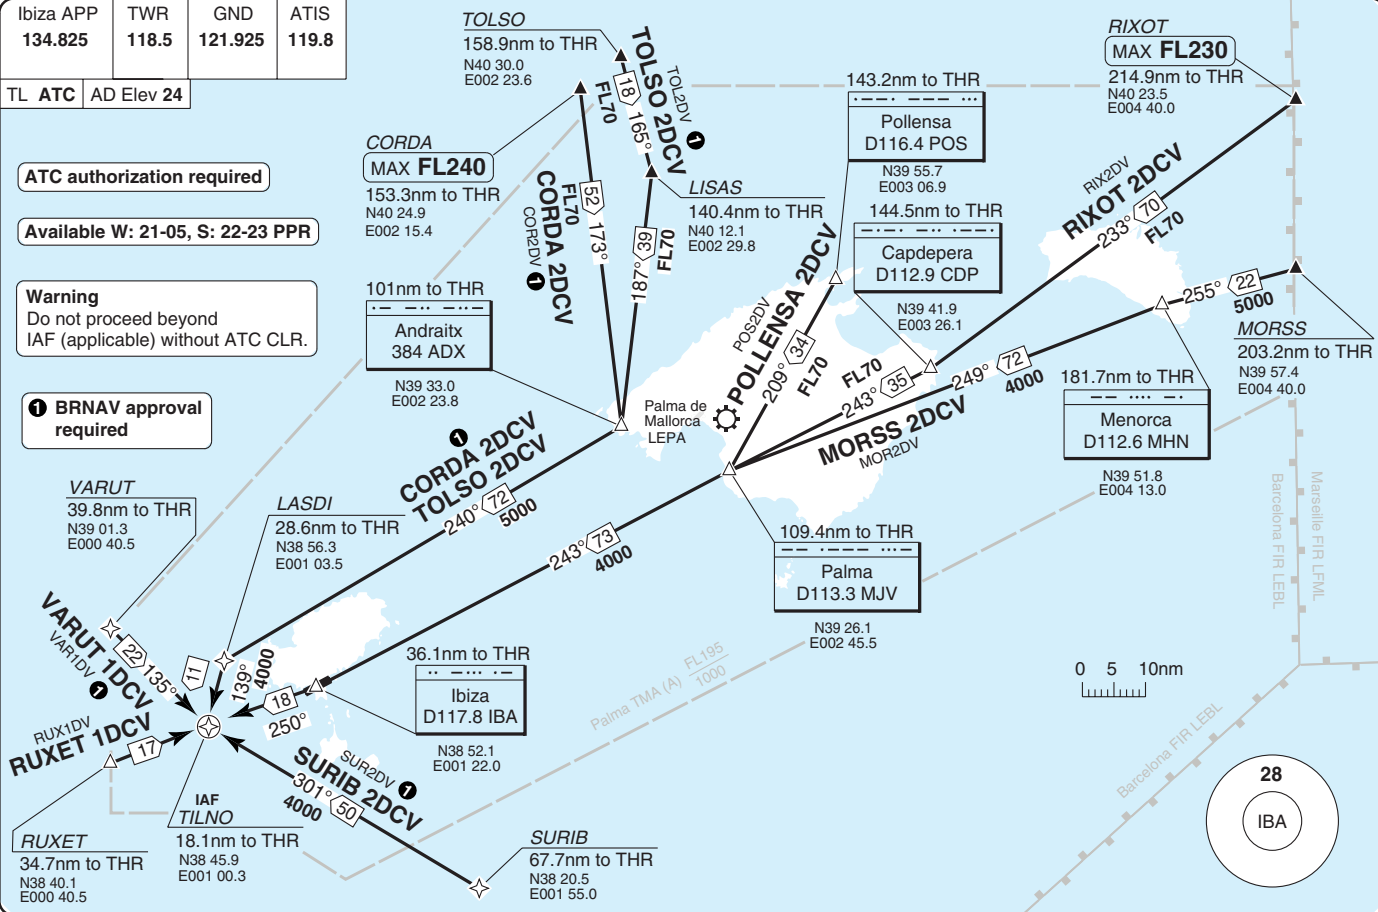 Ibiza APP
134.825
TWR
118.5
GND
121.925
ATIS
119.8
TL ATC
AD Elev 24
ATC authorization required
Available W: 21-05, S: 22-23 PPR
Warning
Do not proceed beyond
IAF (applicable) without ATC CLR.
1 BRNAV approval
required
TOLSO
158.9nm to THR
N40 30.0
E002 23.6
CORDA
MAX FL240
153.3nm to THR
N40 24.9
E002 15.4
TOLSO 2DCV
TOL2DV
1
18
165°
FL70
LISAS
140.4nm to THR
N40 12.1
E002 29.8
39
187°
FL70
52
173°
FL70
CORDA 2DCV
COR2DV
1
101nm to THR
Andraitx
384 ADX
N39 33.0
E002 23.8
RIXOT
MAX FL230
214.9nm to THR
N40 23.5
E004 40.0
143.2nm to THR
Pollensa
D116.4 POS
N39 55.7
E003 06.9
144.5nm to THR
Capdepera
D112.9 CDP
N39 41.9
E003 26.1
RIX2DV
RIXOT 2DCV
233°
70
FL70
255°
22
5000
MORSS
203.2nm to THR
N39 57.4
E004 40.0
181.7nm to THR
Menorca
D112.6 MHN
N39 51.8
E004 13.0
POS2DV
POLLENSA 2DCV
209°
34
FL70
FL70
243°
35
249°
72
4000
MORSS 2DCV
MOR2DV
Palma de
Mallorca
LEPA
109.4nm to THR
Palma
D113.3 MJV
N39 26.1
E002 45.5
1
CORDA 2DCV
TOLSO 2DCV
240°
72
5000
243°
73
4000
VARUT
39.8nm to THR
N39 01.3
E000 40.5
LASDI
28.6nm to THR
N38 56.3
E001 03.5
VARUT 1DCV
VAR1DV
1
22
135°
11
139°
4000
18
250°
36.1nm to THR
Ibiza
D117.8 IBA
N38 52.1
E001 22.0
RUX1DV
RUXET 1DCV
17
SUR2DV
1
SURIB 2DCV
301°
50
4000
IAF
TILNO
18.1nm to THR
N38 45.9
E001 00.3
RUXET
34.7nm to THR
N38 40.1
E000 40.5
SURIB
67.7nm to THR
N38 20.5
E001 55.0
Palma TMA (A)
FL195
1000
Barcelona FIR LEBL
Marseille FIR LFML
Barcelona FIR LEBL
0 5 10nm
28
IBA